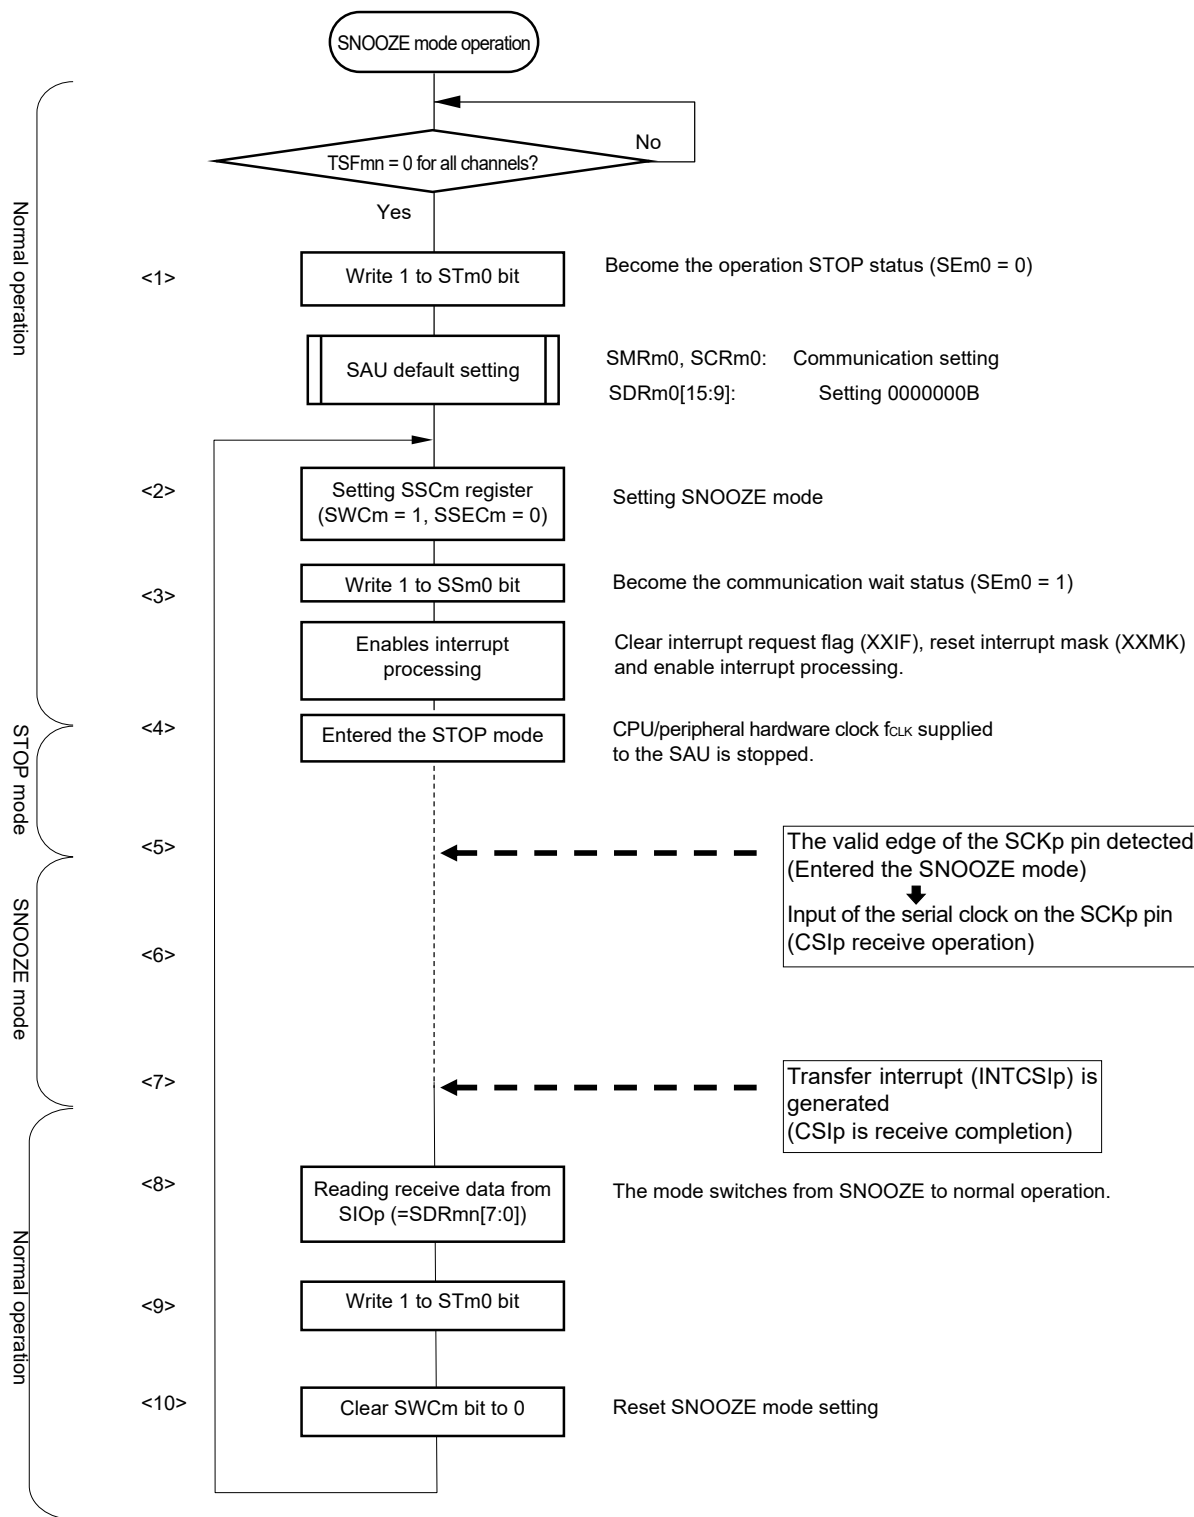 SNOOZE mode operation
No
TSFmn = 0 for all channels?
Yes
Normal operation
<1>
Write 1 to STm0 bit
Become the operation STOP status (SEm0 = 0)
SAU default setting
SMRm0, SCRm0: Communication setting
SDRm0[15:9]: Setting 0000000B
<2>
Setting SSCm register
(SWCm = 1, SSECm = 0)
Setting SNOOZE mode
<3>
Write 1 to SSm0 bit
Become the communication wait status (SEm0 = 1)
Enables interrupt
processing
Clear interrupt request flag (XXIF), reset interrupt mask (XXMK)
and enable interrupt processing.
STOP mode
<4>
Entered the STOP mode
CPU/peripheral hardware clock fCLK supplied
to the SAU is stopped.
<5>
The valid edge of the SCKp pin detected
(Entered the SNOOZE mode)
Input of the serial clock on the SCKp pin
(CSIp receive operation)
SNOOZE mode
<6>
<7>
Transfer interrupt (INTCSIp) is
generated
(CSIp is receive completion)
Normal operation
<8>
Reading receive data from
SIOp (=SDRmn[7:0])
The mode switches from SNOOZE to normal operation.
<9>
Write 1 to STm0 bit
<10>
Clear SWCm bit to 0
Reset SNOOZE mode setting